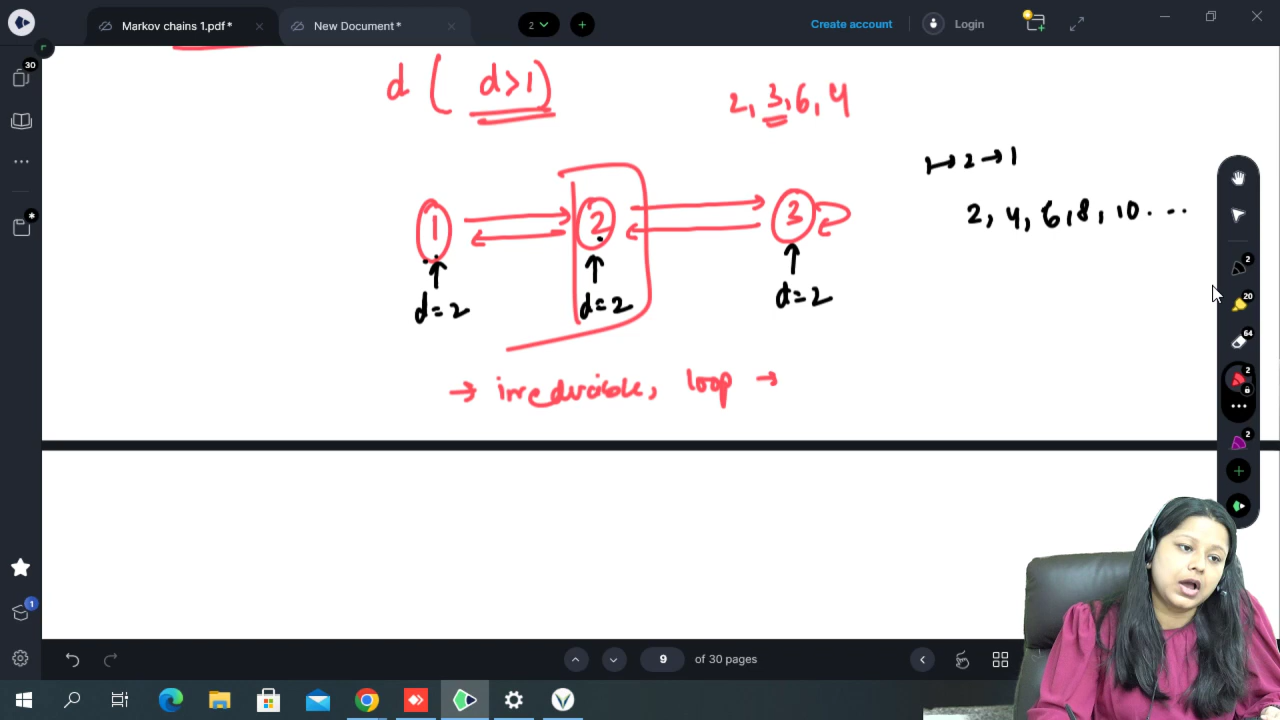 Markov chains 1.pdf*
New Document*
2
Create account
Login
30
d ( d>1)
2, 3, 6, 4
1→2→1
2, 4, 6, 8, 10. ...
1
2
3
d=2
d=2
d=2
→ irreducible, loop →
2
20
64
2
2
1
9
of 30 pages